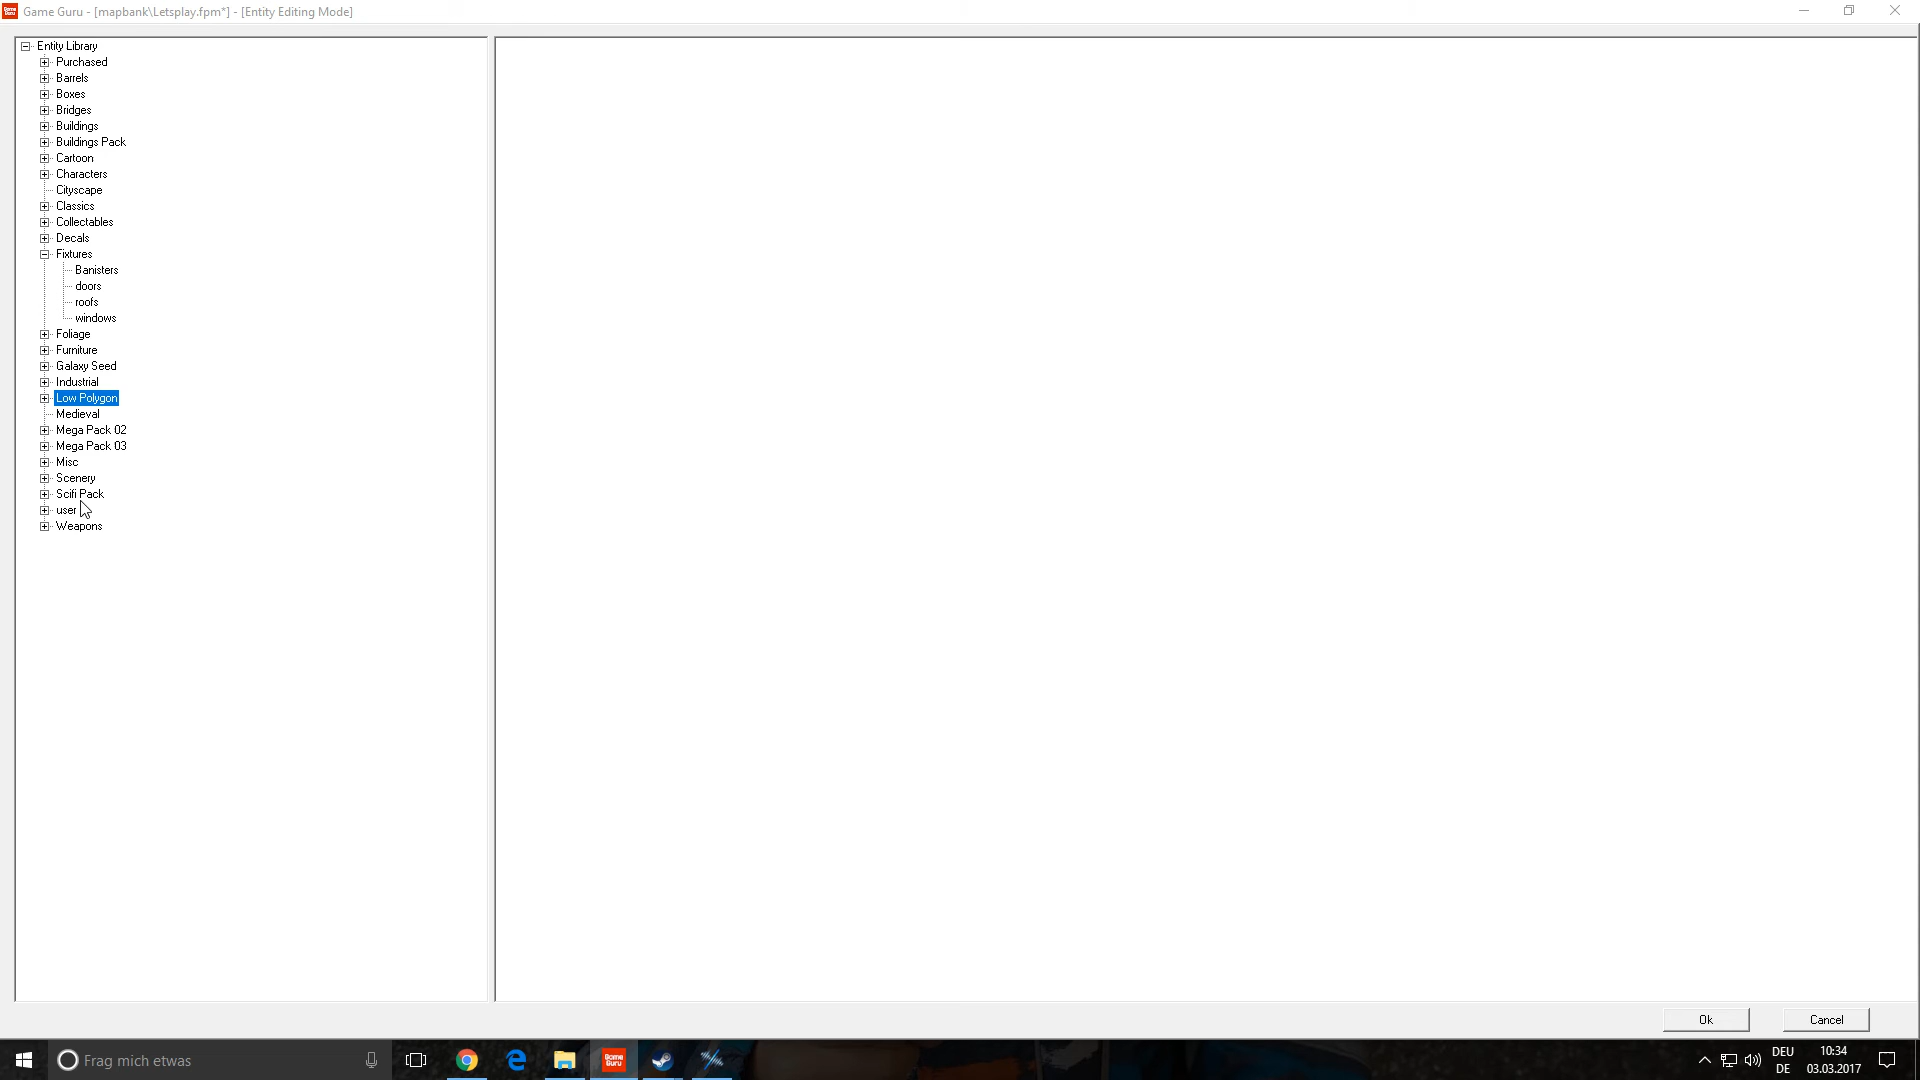 Game Guru - [mapbank\Letsplay.fpm*] - [Entity Editing Mode]
Entity Library
Purchased
Barrels
Boxes
Bridges
Buildings
Buildings Pack
Cartoon
Characters
Cityscape
Classics
Collectables
Decals
Fixtures
Banisters
doors
roofs
windows
Foliage
Furniture
Galaxy Seed
Industrial
Low Polygon
Medieval
Mega Pack 02
Mega Pack 03
Misc
Scenery
Scifi Pack
user
Weapons
Ok
Cancel
Frag mich etwas
Game Guru
DEU
DE
10:34
03.03.2017